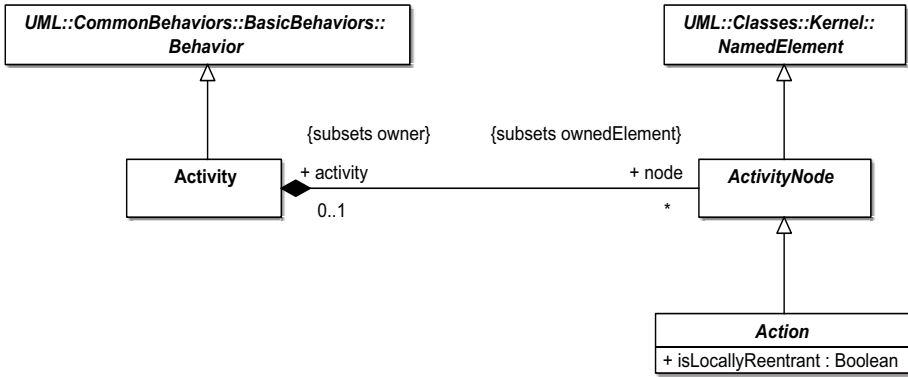 UML::CommonBehaviors::BasicBehaviors::
Behavior
UML::Classes::Kernel::
NamedElement
{subsets owner}
{subsets ownedElement}
Activity
+ activity
+ node
ActivityNode
0..1
*
Action
+ isLocallyReentrant : Boolean